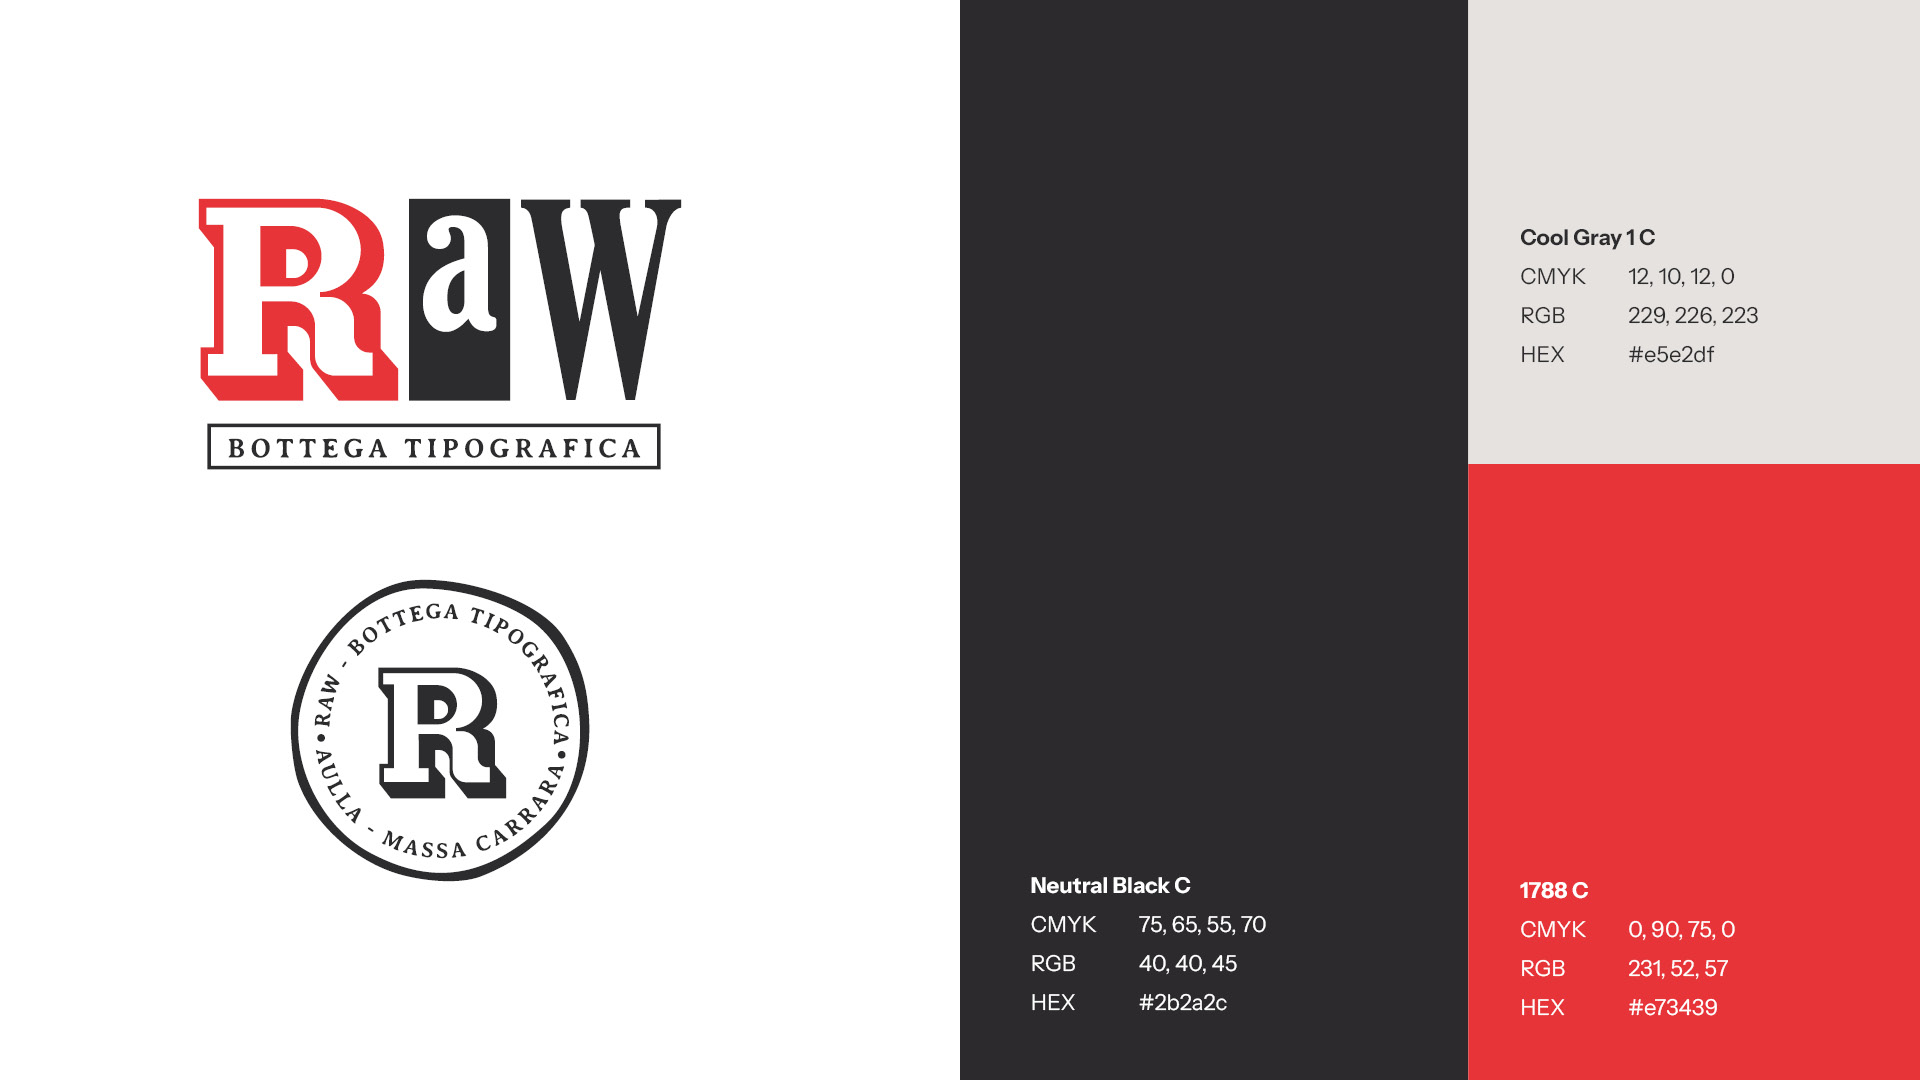 RaW
BOTTEGA TIPOGRAFICA
• RAW - BOTTEGA TIPOGRAFICA •
AULLA - MASSA CARRARA
R
Neutral Black C
CMYK 75, 65, 55, 70
RGB 40, 40, 45
HEX #2b2a2c
Cool Gray 1 C
CMYK 12, 10, 12, 0
RGB 229, 226, 223
HEX #e5e2df
1788 C
CMYK 0, 90, 75, 0
RGB 231, 52, 57
HEX #e73439